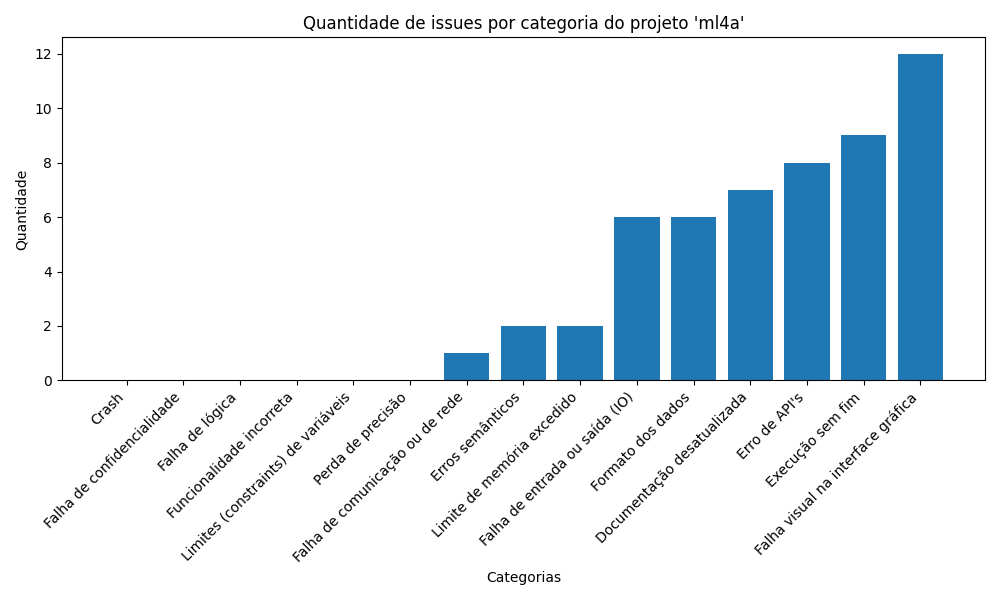 Quantidade de issues por categoria do projeto 'ml4a'
Quantidade
12
10
8
6
4
2
0
Crash
Falha de confidencialidade
Falha de lógica
Funcionalidade incorreta
Limites (constraints) de variáveis
Perda de precisão
Falha de comunicação ou de rede
Erros semânticos
Limite de memória excedido
Falha de entrada ou saída (IO)
Formato dos dados
Documentação desatualizada
Erro de API's
Execução sem fim
Falha visual na interface gráfica
Categorias